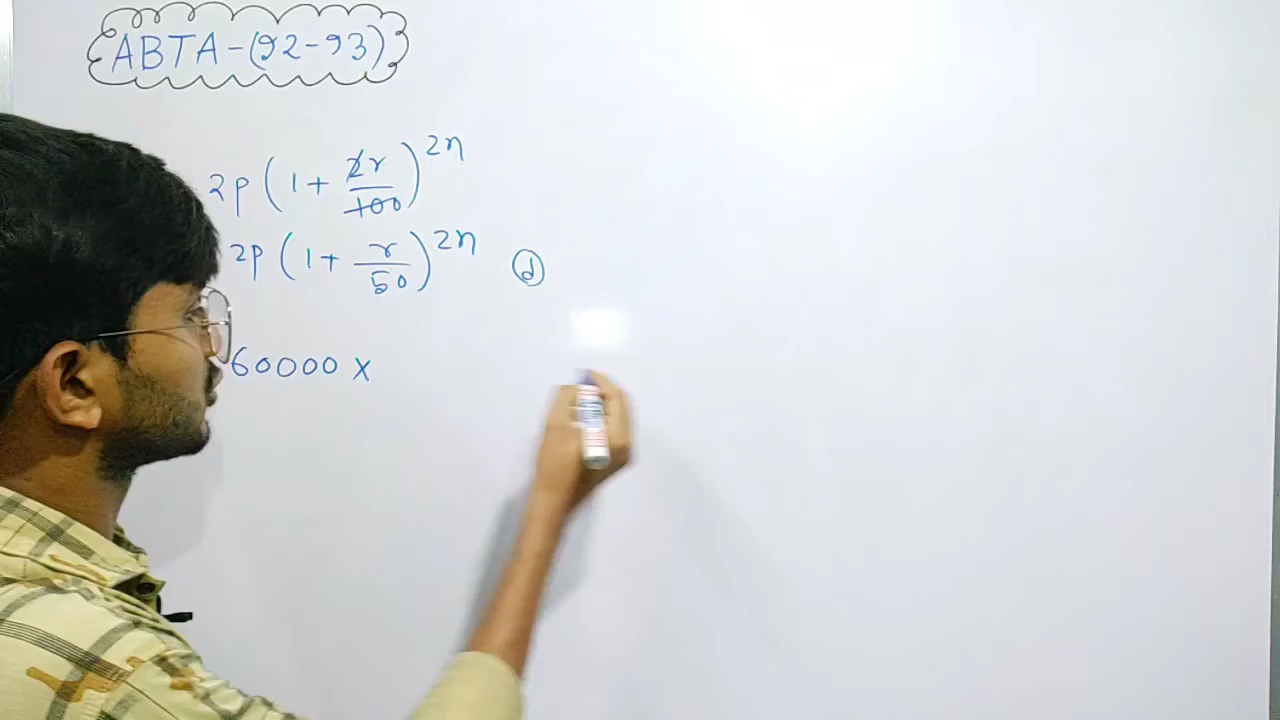 ABTA-(92-93)
2p(1+2r/100)^2n
2p(1+r/50)^2n (d)
60000 x